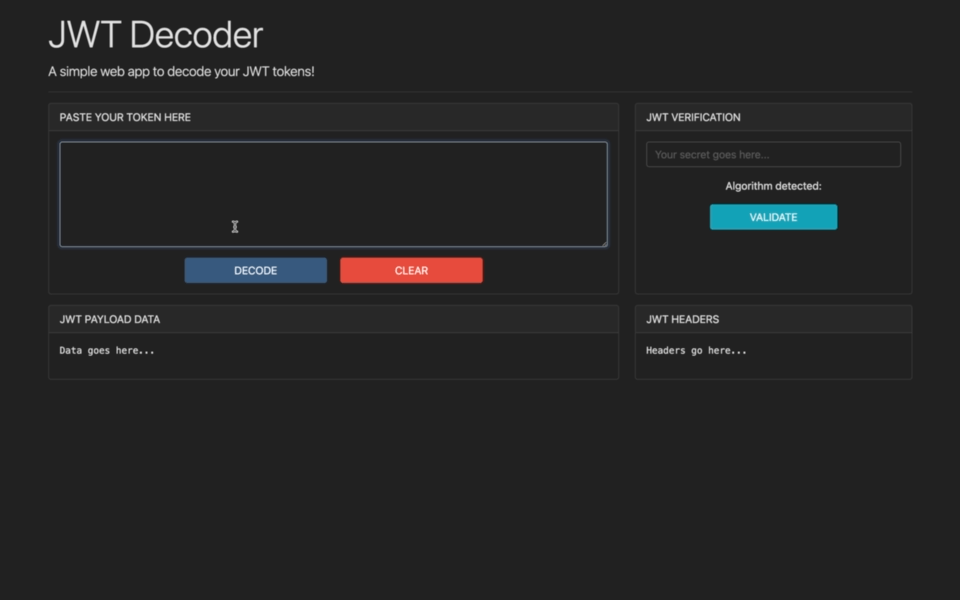 JWT Decoder
A simple web app to decode your JWT tokens!
PASTE YOUR TOKEN HERE
DECODE
CLEAR
JWT VERIFICATION
Your secret goes here...
Algorithm detected:
VALIDATE
JWT PAYLOAD DATA
Data goes here...
JWT HEADERS
Headers go here...